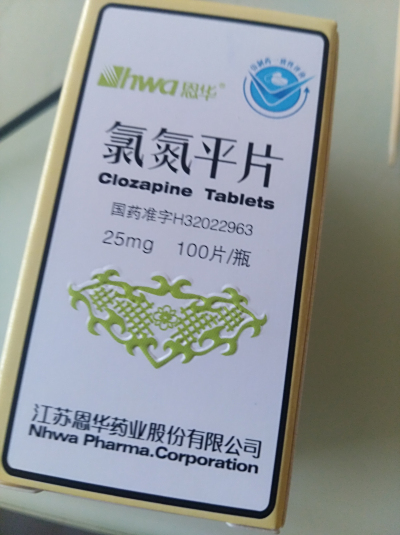 Nhwa 恩华®
氯氮平片
Clozapine Tablets
国药准字H32022963
25mg 100片/瓶
江苏恩华药业股份有限公司
Nhwa Pharma.Corporation